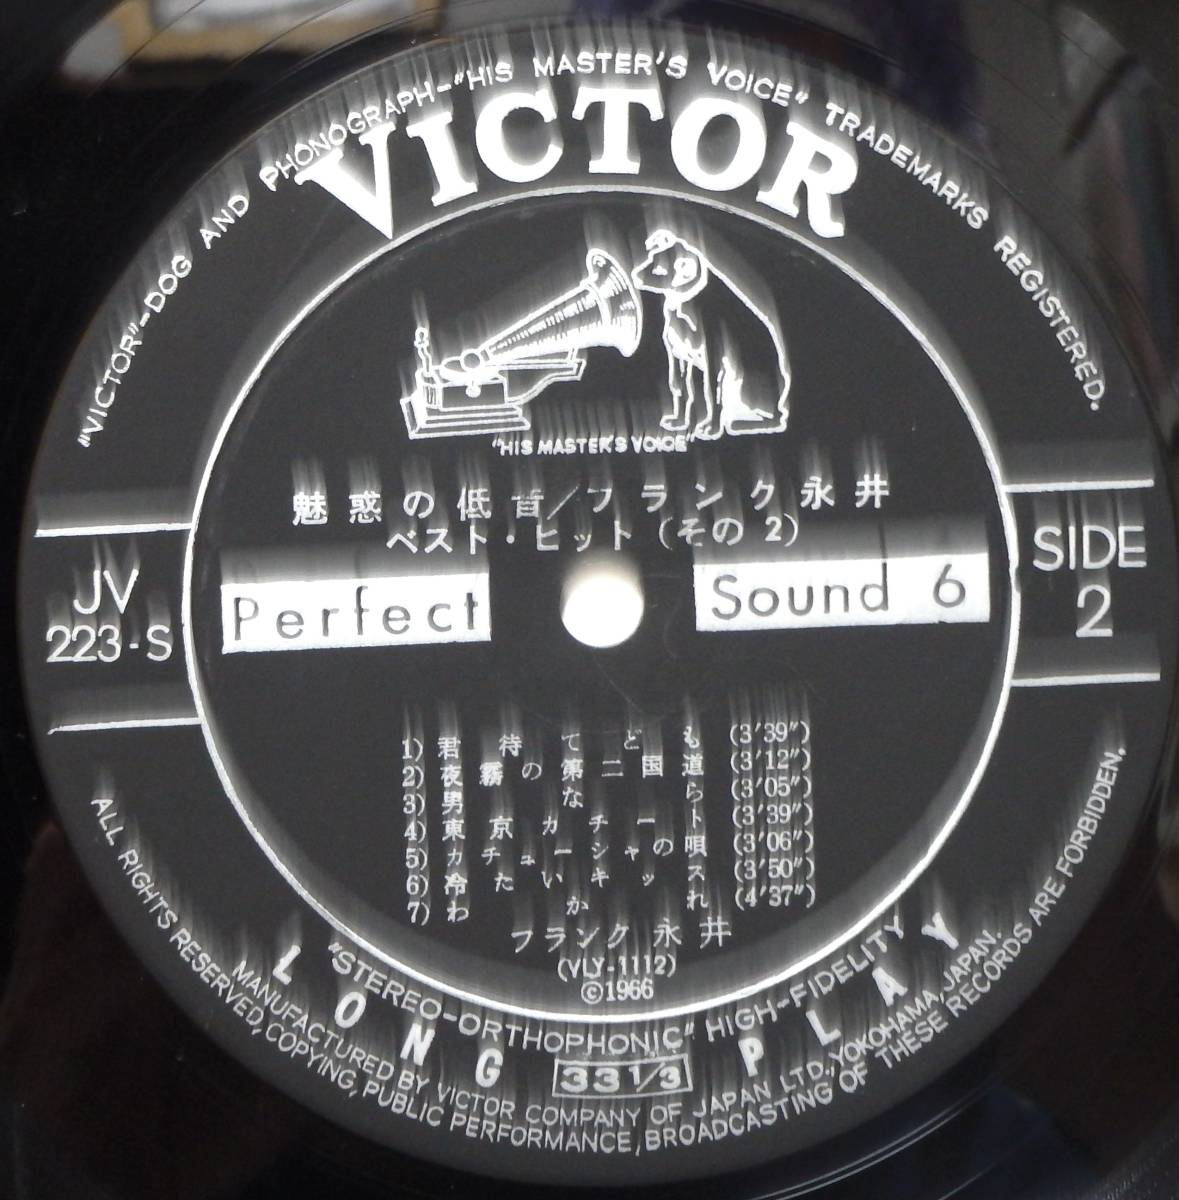 "VICTOR"–DOG AND PHONOGRAPH–"HIS MASTER'S VOICE" TRADEMARKS REGISTERED.
VICTOR
"HIS MASTER'S VOICE"
魅惑の低音/フランク永井
ベスト・ヒット(その 2)
JV
223-S
Perfect Sound 6
SIDE
2
1) 君待てども (3'39")
2) 夜霧の第二国道 (3'12")
3) 男なら (3'05")
4) 東京カチート (3'39")
5) カチューシャの唄 (3'06")
6) 冷たいキッス (3'50")
7) わかれ (4'37")
フランク永井
(VLY-1112)
©1966
"STEREO-ORTHOPHONIC" HIGH-FIDELITY
LONG 33 1/3 PLAY
MANUFACTURED BY VICTOR COMPANY OF JAPAN LTD., YOKOHAMA, JAPAN.
ALL RIGHTS RESERVED, COPYING, PUBLIC PERFORMANCE, BROADCASTING OF THESE RECORDS ARE FORBIDDEN.